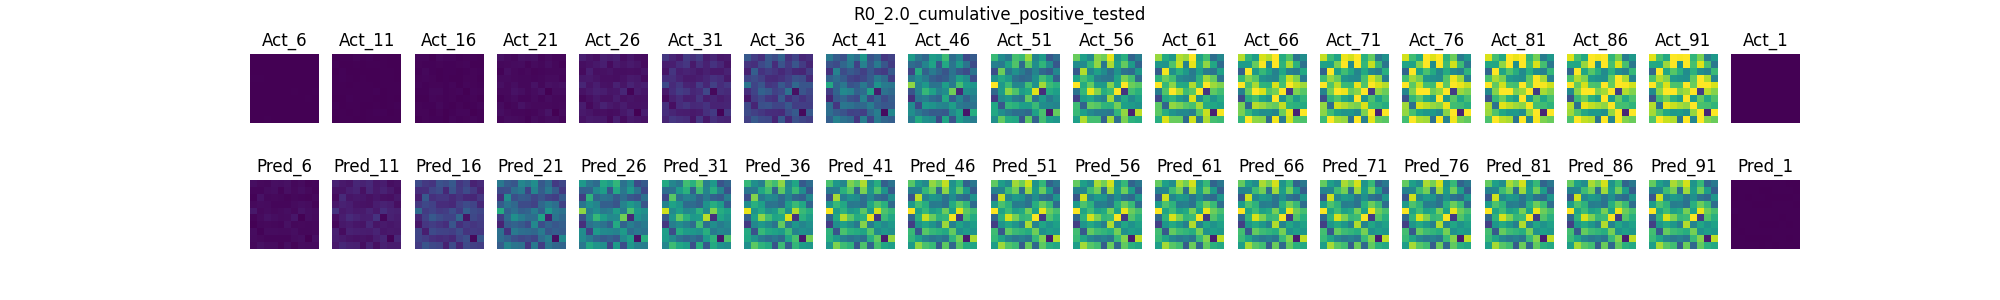 R0_2.0_cumulative_positive_tested
Act_6 Act_11 Act_16 Act_21 Act_26 Act_31 Act_36 Act_41 Act_46 Act_51 Act_56 Act_61 Act_66 Act_71 Act_76 Act_81 Act_86 Act_91 Act_1
Pred_6 Pred_11 Pred_16 Pred_21 Pred_26 Pred_31 Pred_36 Pred_41 Pred_46 Pred_51 Pred_56 Pred_61 Pred_66 Pred_71 Pred_76 Pred_81 Pred_86 Pred_91 Pred_1